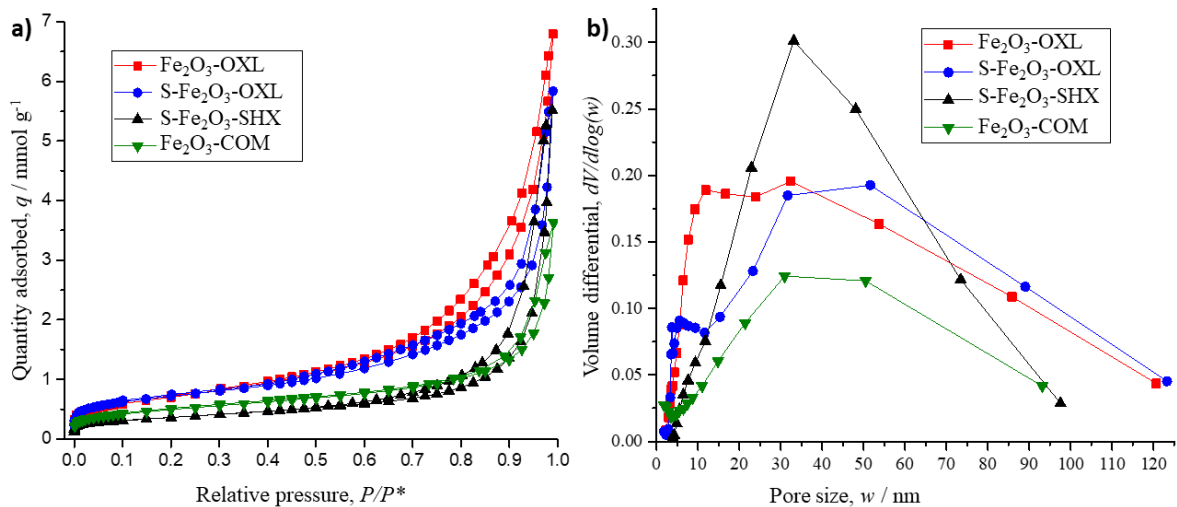 a)
Quantity adsorbed, q / mmol g⁻¹
7
6
5
4
3
2
1
0
Fe₂O₃-OXL
S-Fe₂O₃-OXL
S-Fe₂O₃-SHX
Fe₂O₃-COM
0.0 0.1 0.2 0.3 0.4 0.5 0.6 0.7 0.8 0.9 1.0
Relative pressure, P/P*
b)
Volume differential, dV/dlog(w)
0.30
0.25
0.20
0.15
0.10
0.05
0.00
Fe₂O₃-OXL
S-Fe₂O₃-OXL
S-Fe₂O₃-SHX
Fe₂O₃-COM
0 10 20 30 40 50 60 70 80 90 100 110 120
Pore size, w / nm